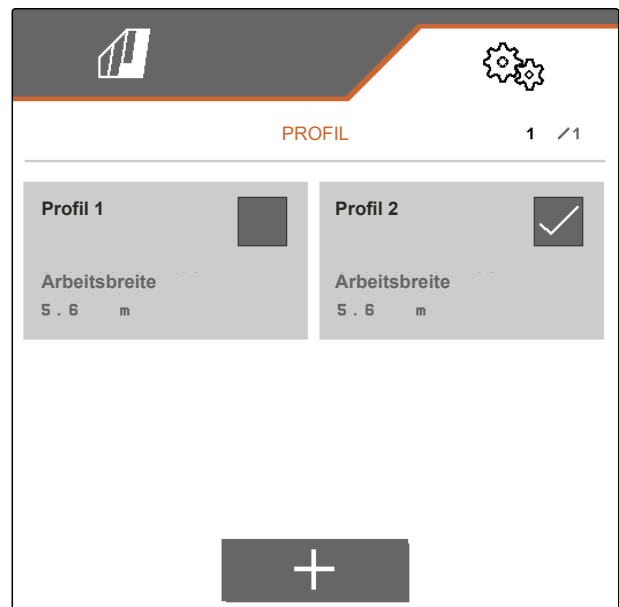 PROFIL 1 /1
Profil 1
Arbeitsbreite
5.6 m
Profil 2
Arbeitsbreite
5.6 m
+